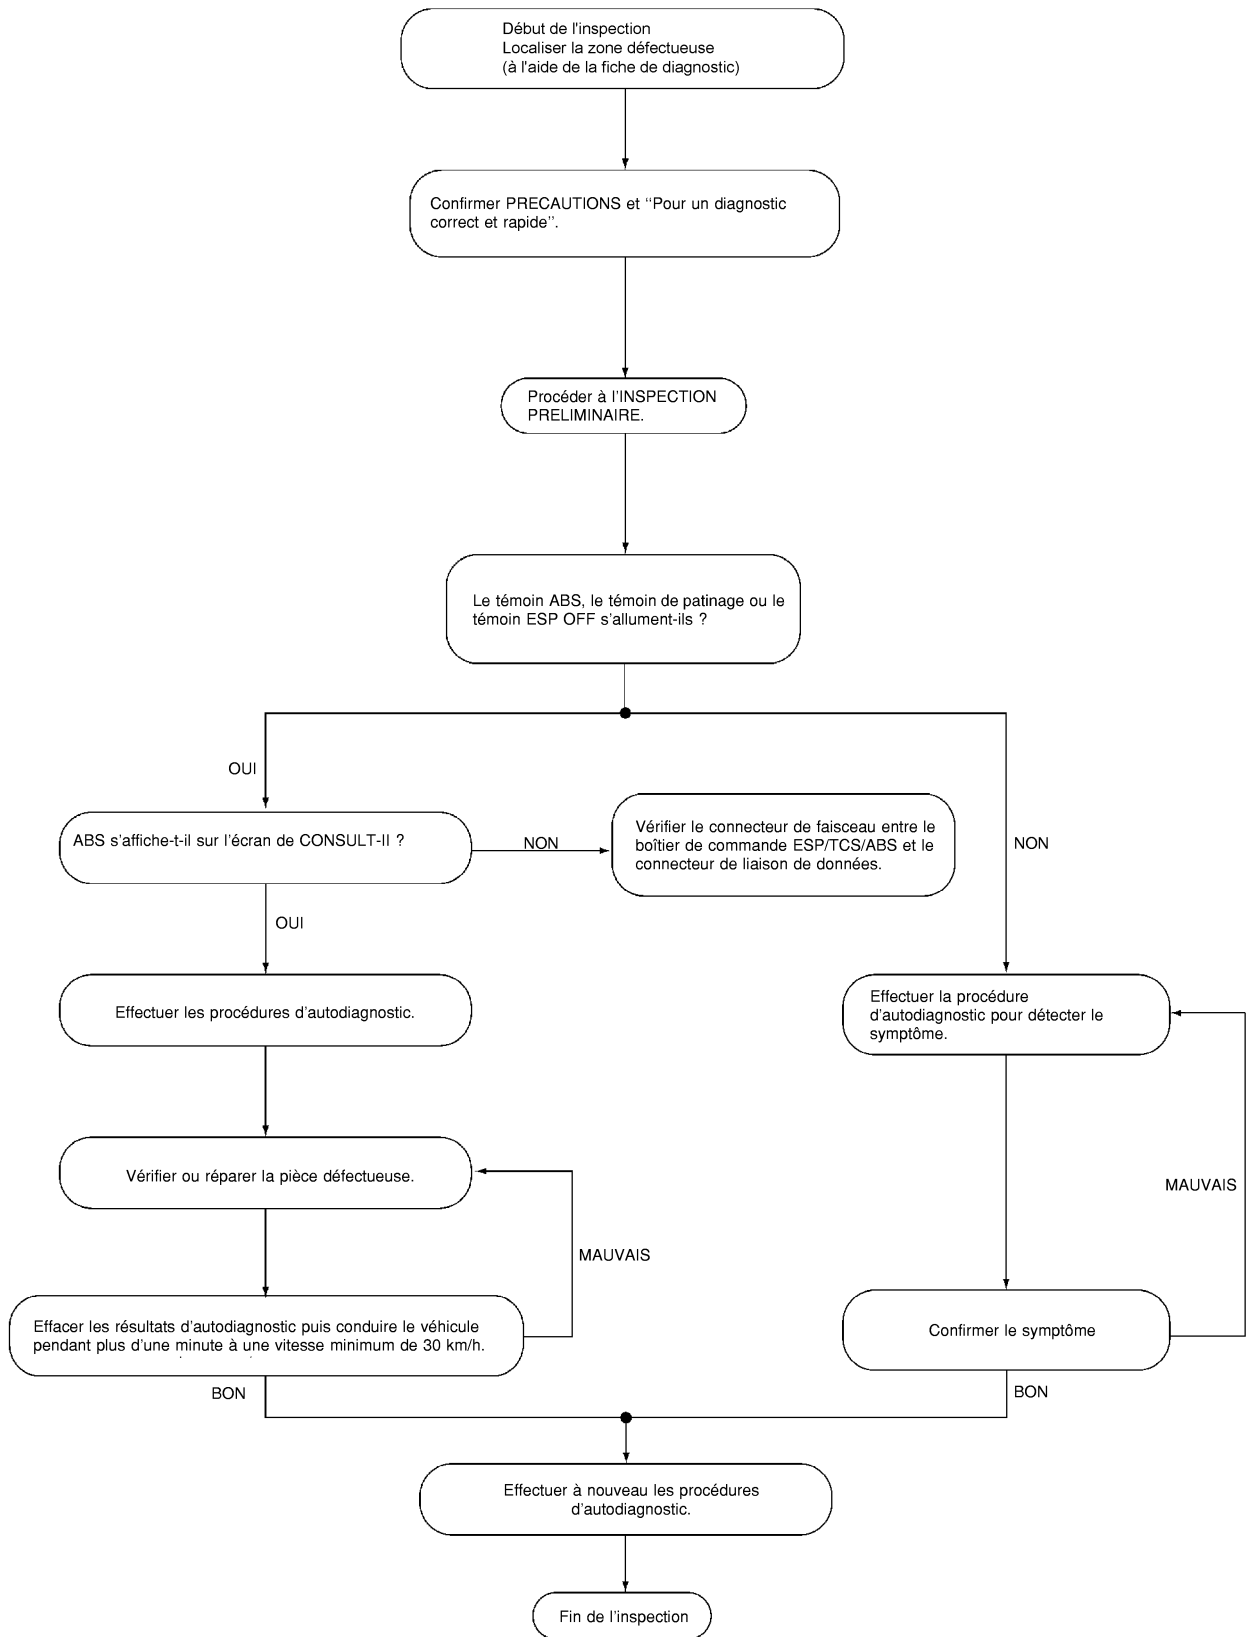 Début de l'inspection
Localiser la zone défectueuse
(à l'aide de la fiche de diagnostic)
Confirmer PRECAUTIONS et “Pour un diagnostic
correct et rapide”.
Procéder à l'INSPECTION
PRELIMINAIRE.
Le témoin ABS, le témoin de patinage ou le
témoin ESP OFF s'allument-ils ?
OUI
ABS s'affiche-t-il sur l'écran de CONSULT-II ?
NON
Vérifier le connecteur de faisceau entre le
boîtier de commande ESP/TCS/ABS et le
connecteur de liaison de données.
NON
OUI
Effectuer les procédures d'autodiagnostic.
Effectuer la procédure
d'autodiagnostic pour détecter le
symptôme.
Vérifier ou réparer la pièce défectueuse.
MAUVAIS
MAUVAIS
Effacer les résultats d'autodiagnostic puis conduire le véhicule
pendant plus d'une minute à une vitesse minimum de 30 km/h.
Confirmer le symptôme
BON
BON
Effectuer à nouveau les procédures
d'autodiagnostic.
Fin de l'inspection